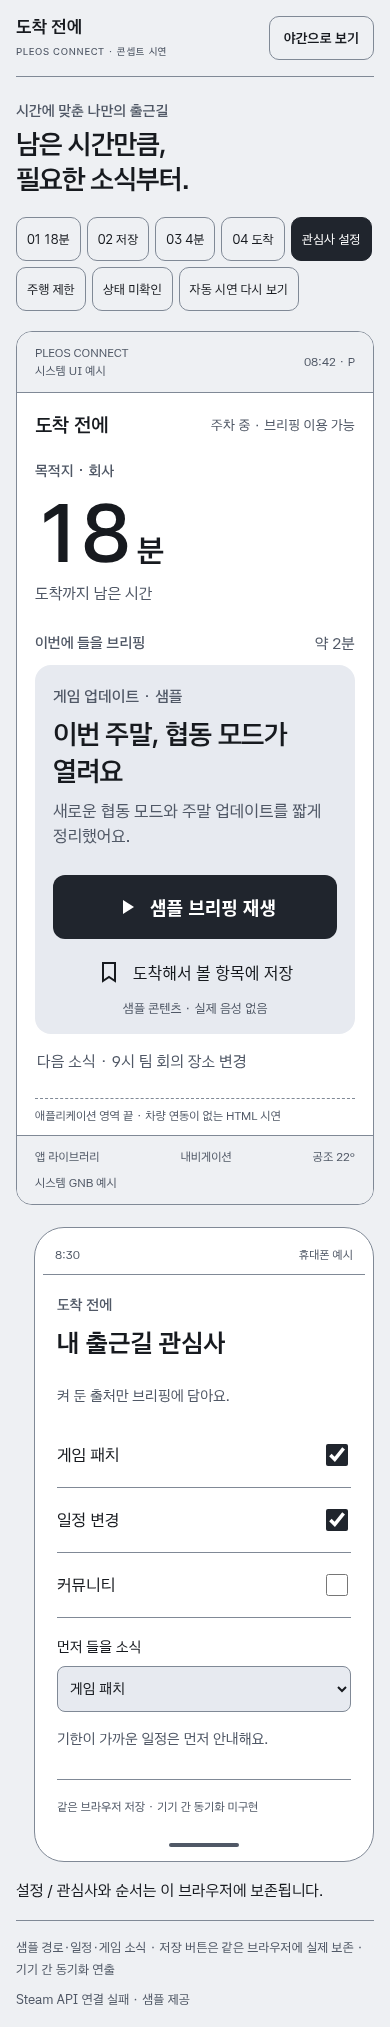 도착 전에
PLEOS CONNECT · 콘셉트 시연
야간으로 보기
시간에 맞춘 나만의 출근길
남은 시간만큼,
필요한 소식부터.
01 18분
02 저장
03 4분
04 도착
관심사 설정
주행 제한
상태 미확인
자동 시연 다시 보기
PLEOS CONNECT
시스템 UI 예시
08:42 · P
도착 전에
주차 중 · 브리핑 이용 가능
목적지 · 회사
18분
도착까지 남은 시간
이번에 들을 브리핑
약 2분
게임 업데이트 · 샘플
이번 주말, 협동 모드가
열려요
새로운 협동 모드와 주말 업데이트를 짧게
정리했어요.
샘플 브리핑 재생
도착해서 볼 항목에 저장
샘플 콘텐츠 · 실제 음성 없음
다음 소식 · 9시 팀 회의 장소 변경
애플리케이션 영역 끝 · 차량 연동이 없는 HTML 시연
앱 라이브러리
내비게이션
공조 22°
시스템 GNB 예시
8:30
휴대폰 예시
도착 전에
내 출근길 관심사
켜 둔 출처만 브리핑에 담아요.
게임 패치
일정 변경
커뮤니티
먼저 들을 소식
게임 패치
기한이 가까운 일정은 먼저 안내해요.
같은 브라우저 저장 · 기기 간 동기화 미구현
설정 / 관심사와 순서는 이 브라우저에 보존됩니다.
샘플 경로·일정·게임 소식 · 저장 버튼은 같은 브라우저에 실제 보존 ·
기기 간 동기화 연출
Steam API 연결 실패 · 샘플 제공